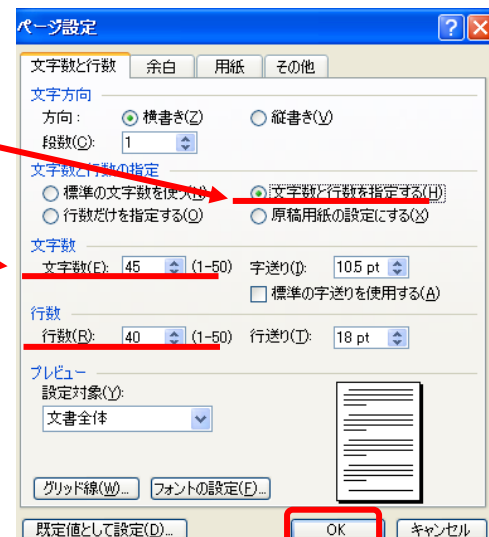 ページ設定
文字数と行数 余白 用紙 その他
文字方向
方向: 横書き(Z) 縦書き(V)
段数(C): 1
文字数と行数の指定
標準の文字数を使う(N) 文字数と行数を指定する(H)
行数だけを指定する(O) 原稿用紙の設定にする(X)
文字数
文字数(E): 45 (1-50) 字送り(I): 10.5 pt
標準の字送りを使用する(A)
行数
行数(R): 40 (1-50) 行送り(T): 18 pt
プレビュー
設定対象(Y):
文書全体
グリッド線(W)... フォントの設定(F)...
既定値として設定(D)... OK キャンセル